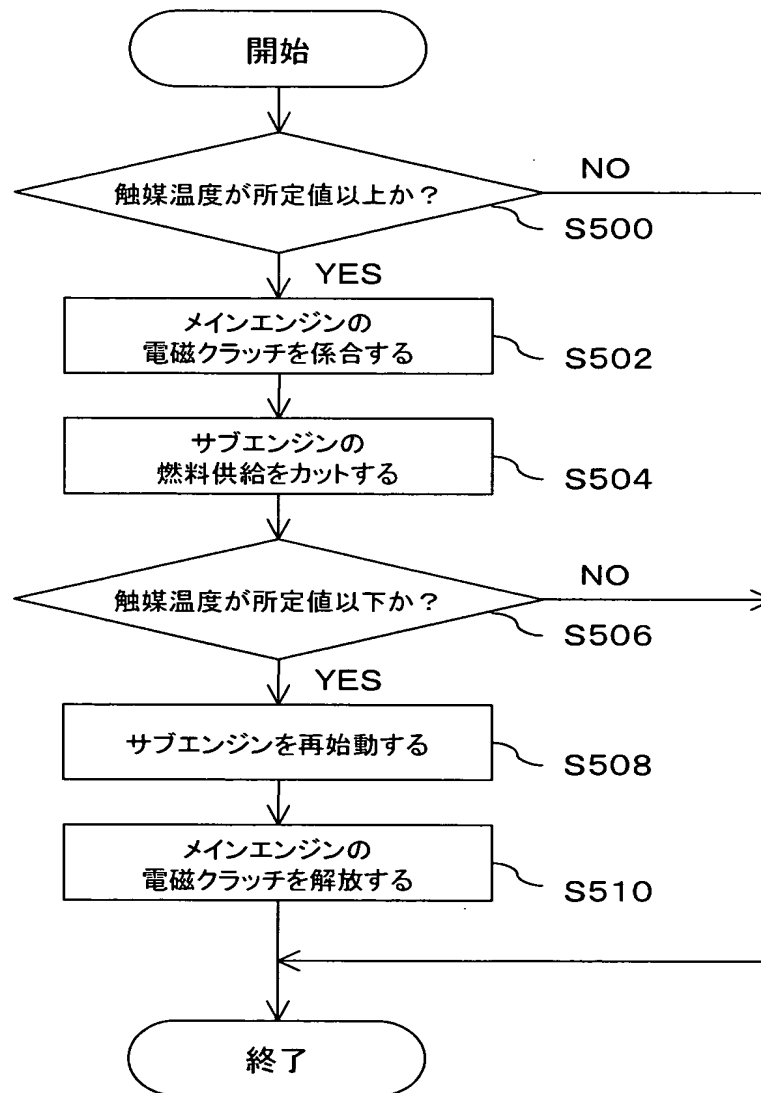 開始
触媒温度が所定値以上か？
NO
S500
YES
メインエンジンの
電磁クラッチを係合する
S502
サブエンジンの
燃料供給をカットする
S504
触媒温度が所定値以下か？
NO
S506
YES
サブエンジンを再始動する
S508
メインエンジンの
電磁クラッチを解放する
S510
終了